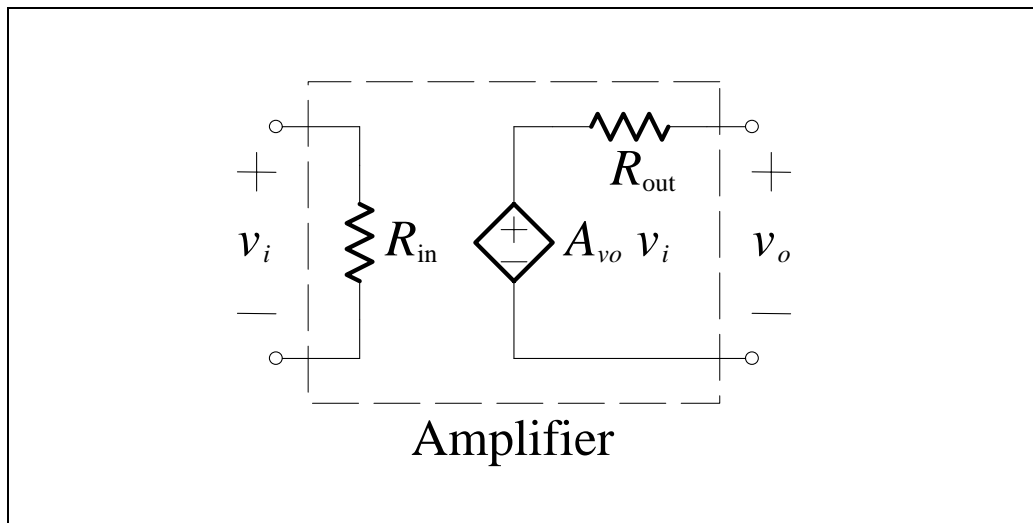 + R_out +
v_i R_in + − A_vo v_i v_o
− −
Amplifier